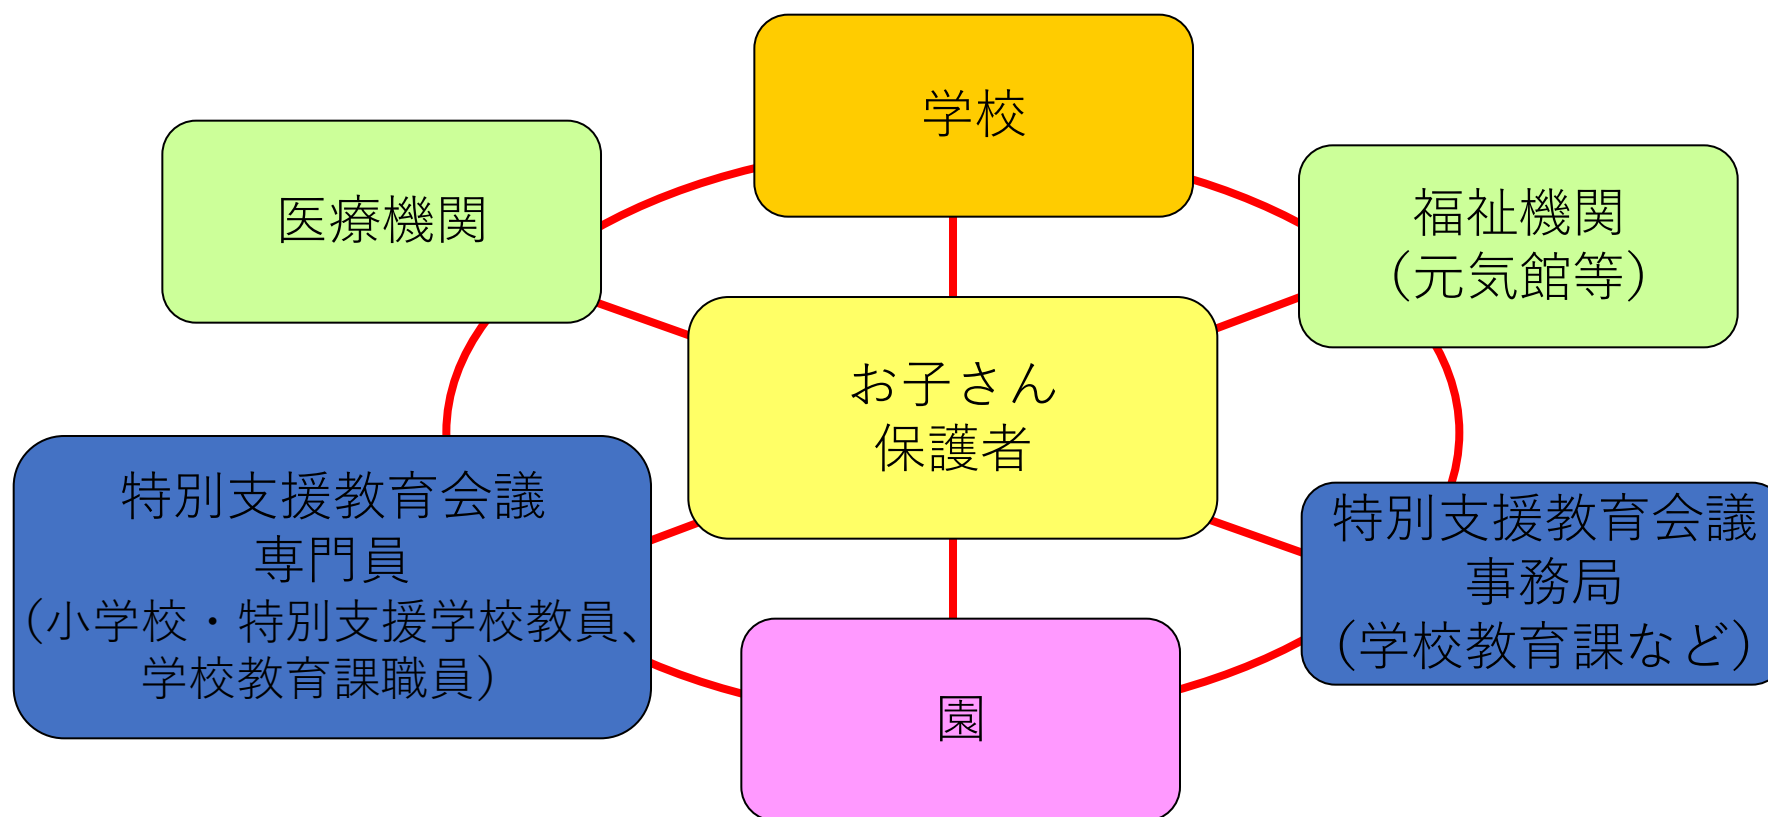 学校
医療機関
福祉機関
（元気館等）
お子さん
保護者
特別支援教育会議
専門員
（小学校・特別支援学校教員、
学校教育課職員）
特別支援教育会議
事務局
（学校教育課など）
園